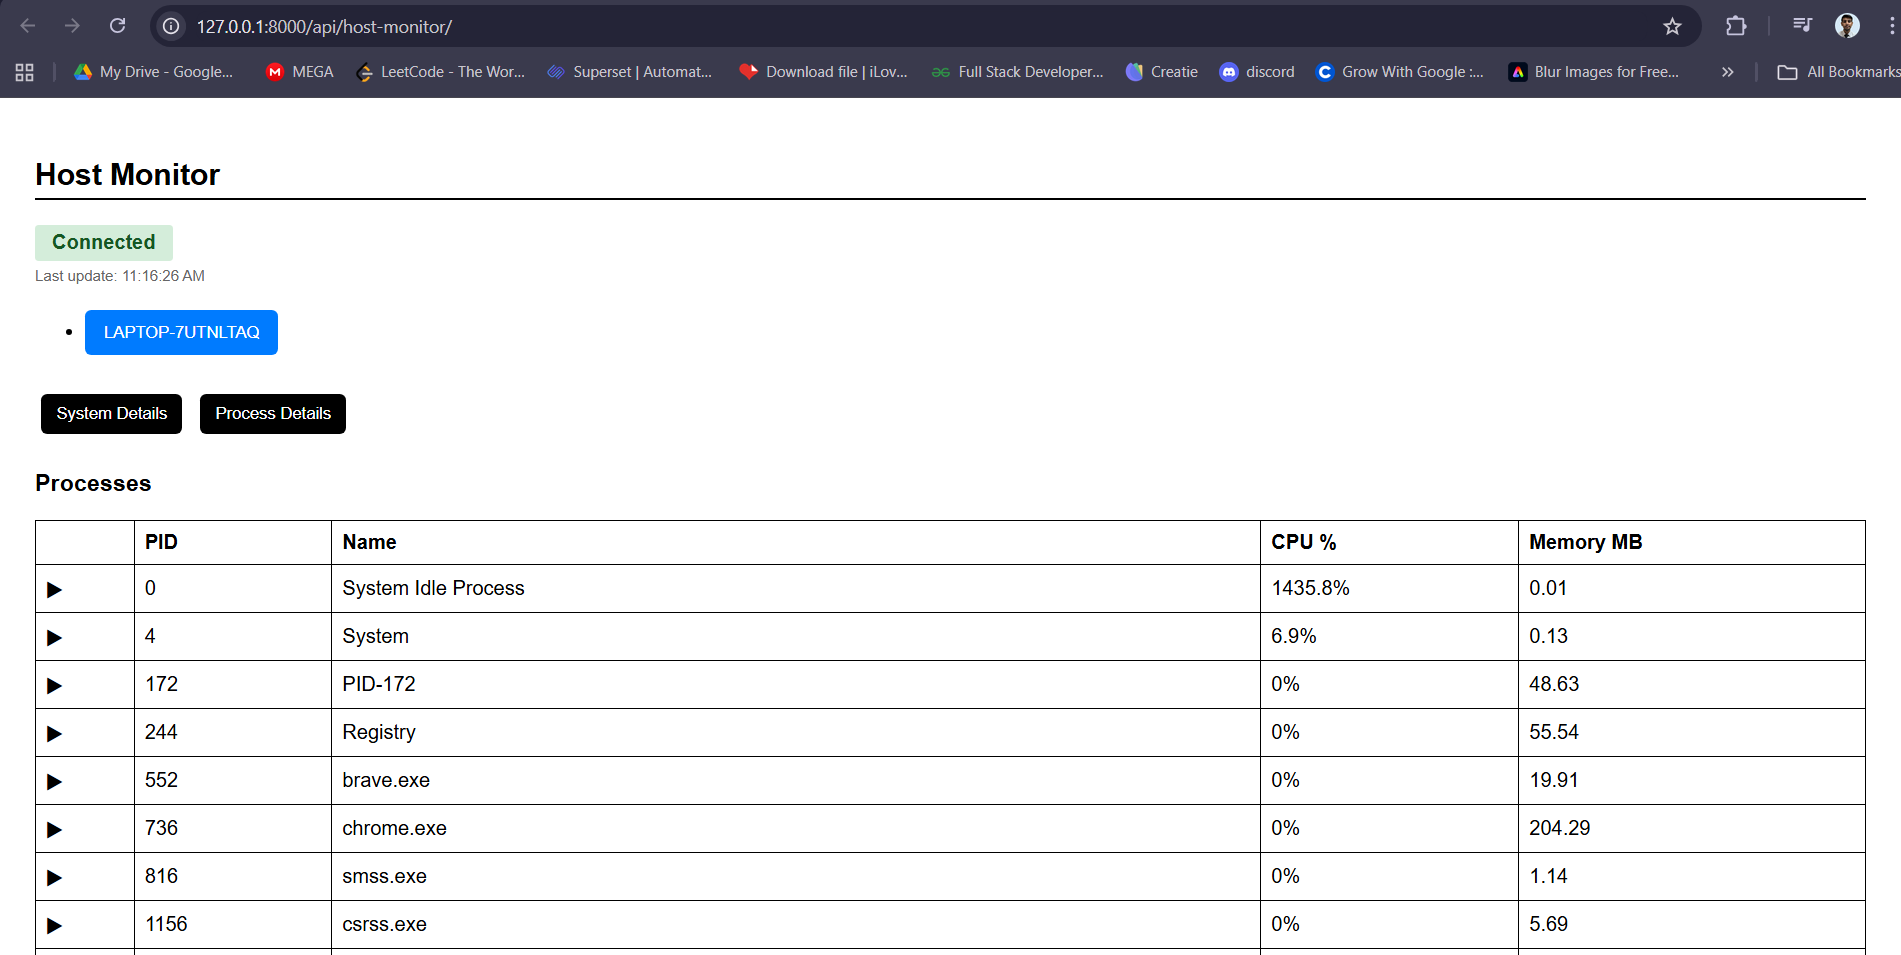 127.0.0.1:8000/api/host-monitor/
My Drive - Google... MEGA LeetCode - The Wor... Superset | Automat... Download file | iLov... Full Stack Developer... Creatie discord Grow With Google :... Blur Images for Free... » All Bookmarks
Host Monitor
Connected
Last update: 11:16:26 AM
LAPTOP-7UTNLTAQ
System Details Process Details
Processes
PID Name CPU % Memory MB
0 System Idle Process 1435.8% 0.01
4 System 6.9% 0.13
172 PID-172 0% 48.63
244 Registry 0% 55.54
552 brave.exe 0% 19.91
736 chrome.exe 0% 204.29
816 smss.exe 0% 1.14
1156 csrss.exe 0% 5.69